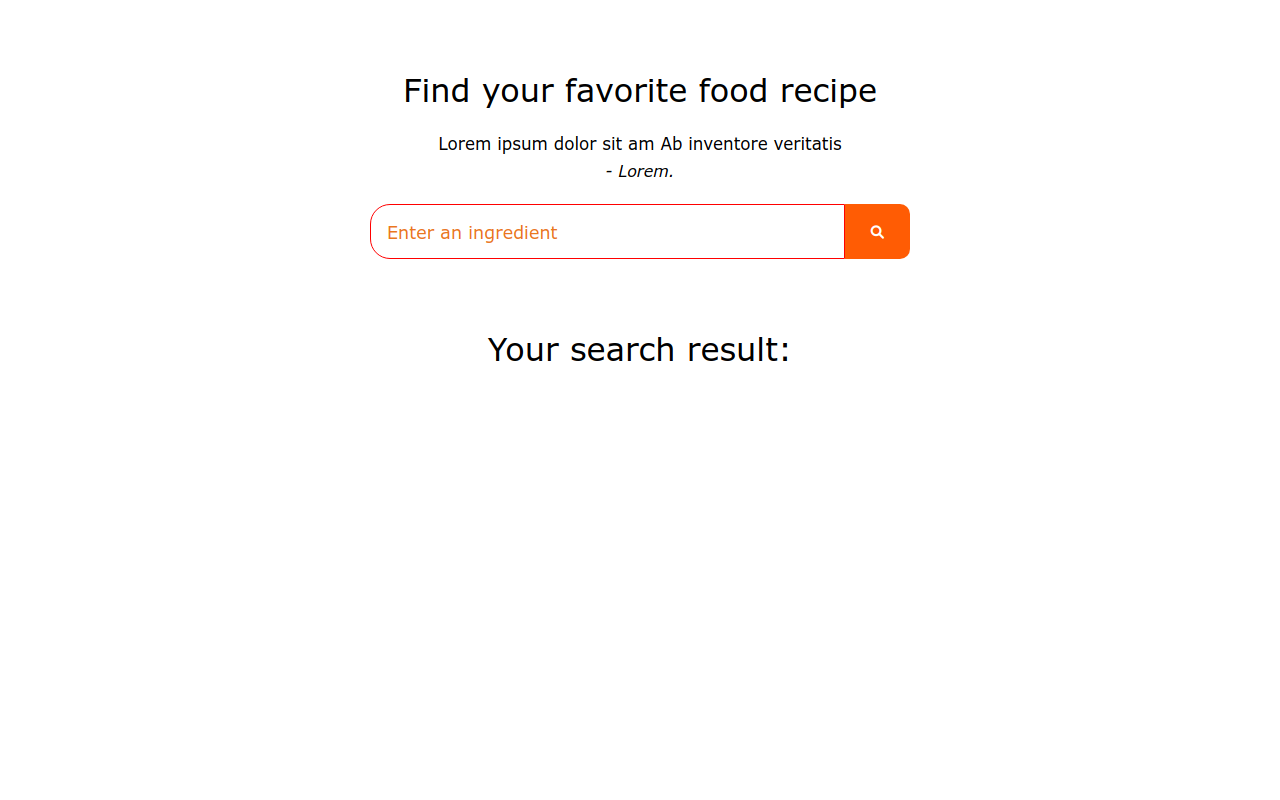 Find your favorite food recipe
Lorem ipsum dolor sit am Ab inventore veritatis
- Lorem.
Enter an ingredient
Your search result: